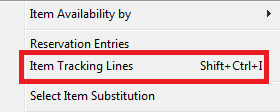 Item Availability by
Reservation Entries
Item Tracking Lines Shift+Ctrl+I
Select Item Substitution